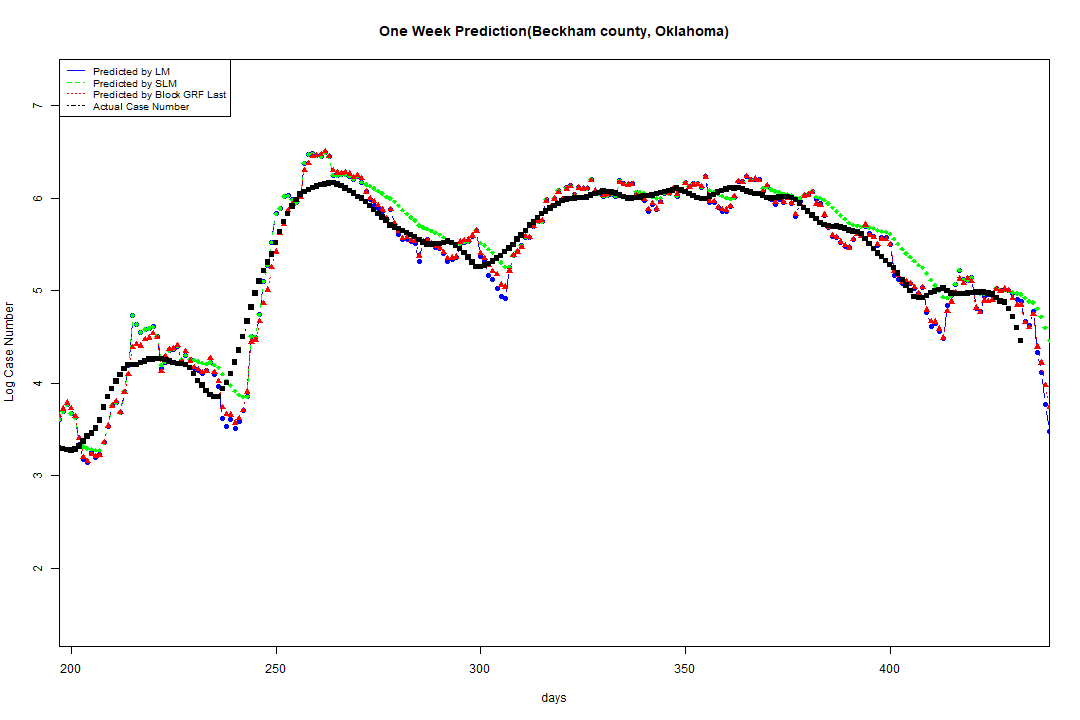 One Week Prediction(Beckham county, Oklahoma)
Predicted by LM
Predicted by SLM
Predicted by Block GRF Last
Actual Case Number
7
6
5
4
3
2
Log Case Number
200 250 300 350 400
days